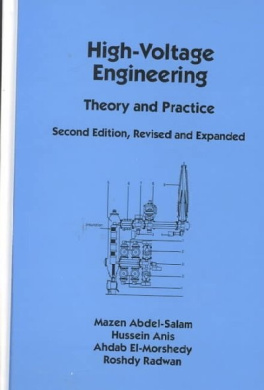 High-Voltage
Engineering
Theory and Practice
Second Edition, Revised and Expanded
Mazen Abdel-Salam
Hussein Anis
Ahdab El-Morshedy
Roshdy Radwan